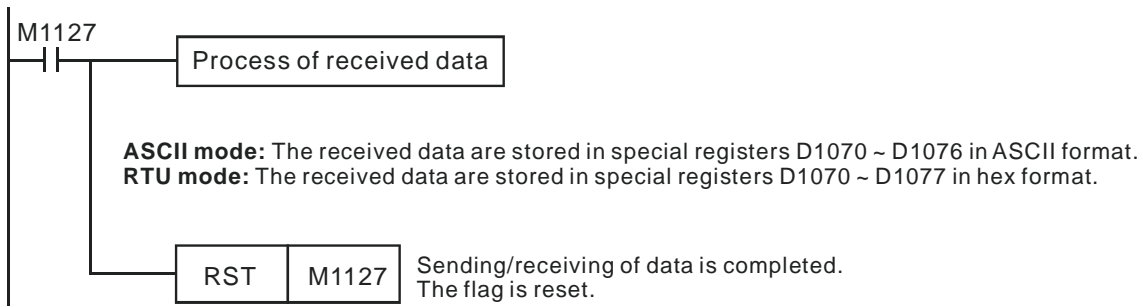 M1127
Process of received data
ASCII mode: The received data are stored in special registers D1070 ~ D1076 in ASCII format.
RTU mode: The received data are stored in special registers D1070 ~ D1077 in hex format.
RST M1127 Sending/receiving of data is completed.
The flag is reset.